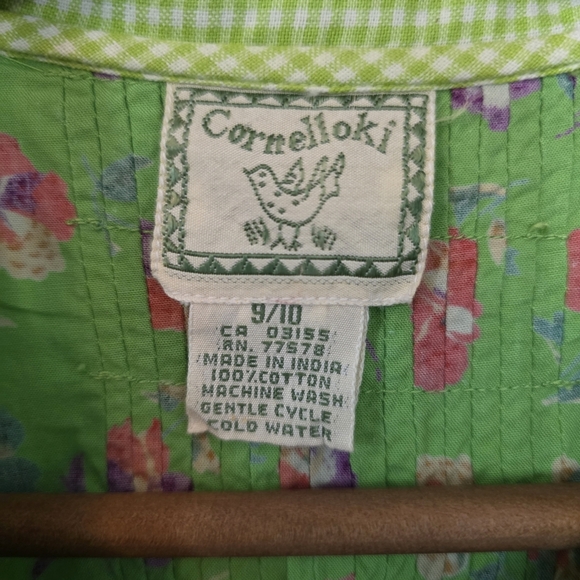 Cornelloki
9/10
CA 03155
RN. 77578
MADE IN INDIA
100% COTTON
MACHINE WASH
GENTLE CYCLE
COLD WATER